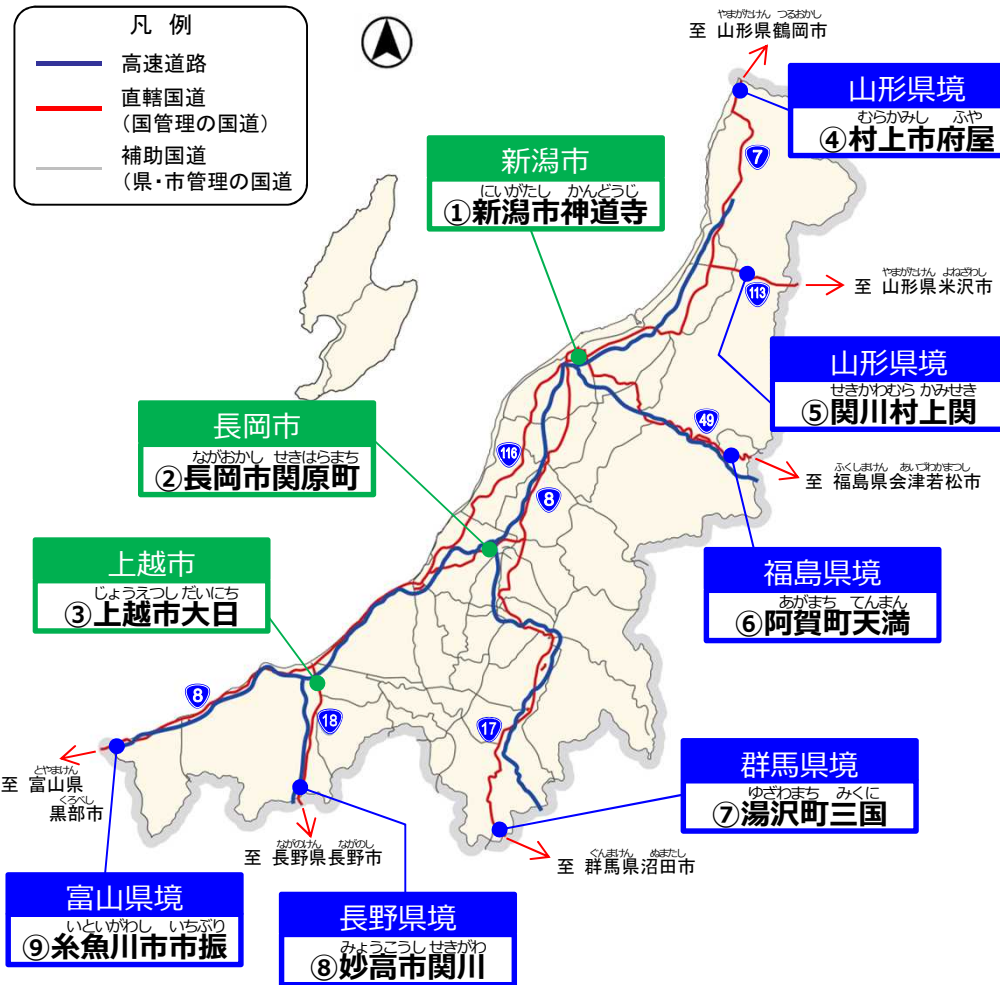 凡 例
高速道路
直轄国道
(国管理の国道)
補助国道
(県・市管理の国道
やまがたけん つるおかし
至 山形県鶴岡市
山形県境
むらかみし ふや
④村上市府屋
7
新潟市
にいがたし かんどうじ
①新潟市神道寺
やまがたけん よねざわし
至 山形県米沢市
113
山形県境
せきかわむら かみせき
⑤関川村上関
長岡市
ながおかし せきはらまち
②長岡市関原町
116
49
8
ふくしまけん あいづわかまつし
至 福島県会津若松市
上越市
じょうえつし だいにち
③上越市大日
福島県境
あがまち てんまん
⑥阿賀町天満
8
18
17
とやまけん
至 富山県
くろべし
黒部市
群馬県境
ゆざわまち みくに
⑦湯沢町三国
ながのけん ながのし
至 長野県長野市
ぐんまけん ぬまたし
至 群馬県沼田市
富山県境
いといがわし いちぶり
⑨糸魚川市市振
長野県境
みょうこうし せきがわ
⑧妙高市関川